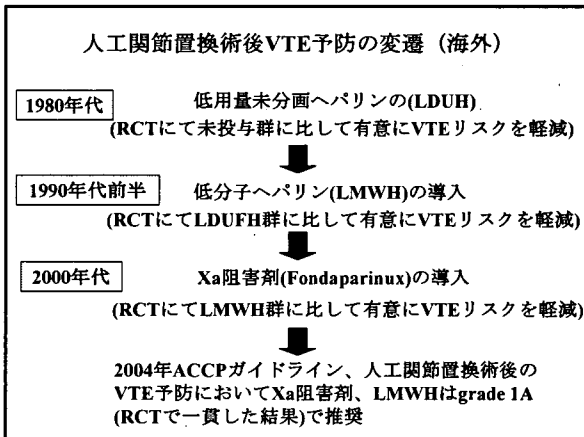 人工関節置換術後VTE予防の変遷（海外）
1980年代
低用量未分画ヘパリンの(LDUH)
(RCTにて未投与群に比して有意にVTEリスクを軽減)
1990年代前半
低分子ヘパリン(LMWH)の導入
(RCTにてLDUFH群に比して有意にVTEリスクを軽減)
2000年代
Xa阻害剤(Fondaparinux)の導入
(RCTにてLMWH群に比して有意にVTEリスクを軽減)
2004年ACCPガイドライン、人工関節置換術後の
VTE予防においてXa阻害剤、LMWHはgrade 1A
(RCTで一貫した結果)で推奨